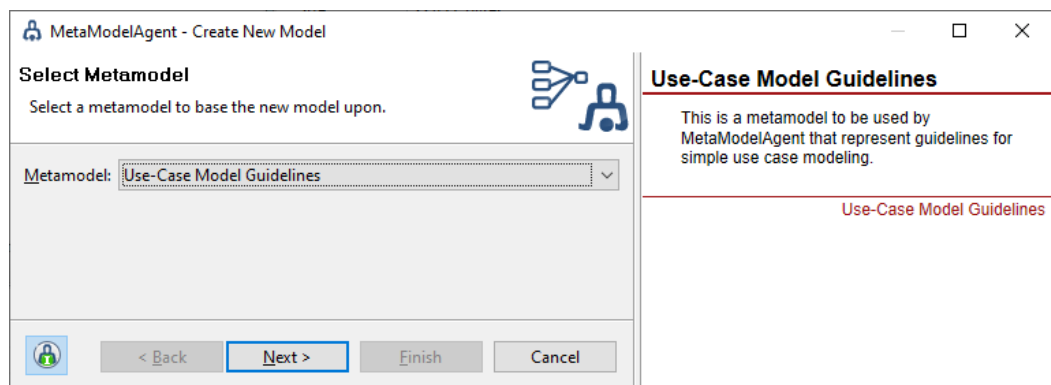 MetaModelAgent - Create New Model
Select Metamodel
Select a metamodel to base the new model upon.
Metamodel: Use-Case Model Guidelines
< Back Next > Finish Cancel
Use-Case Model Guidelines
This is a metamodel to be used by
MetaModelAgent that represent guidelines for
simple use case modeling.
Use-Case Model Guidelines